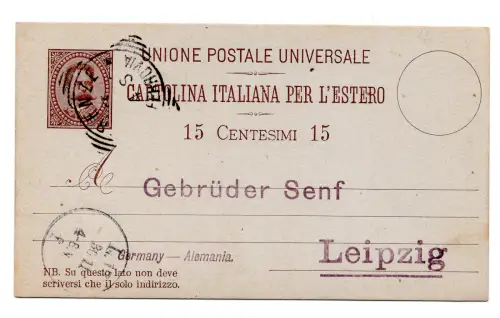 UNIONE POSTALE UNIVERSALE
CARTOLINA ITALIANA PER L'ESTERO
15 CENTESIMI 15
FERROVIA
A
Gebrüder Senf
Germany — Alemania.
Leipzig
NB. Su questo lato non deve
scriversi che il solo indirizzo.